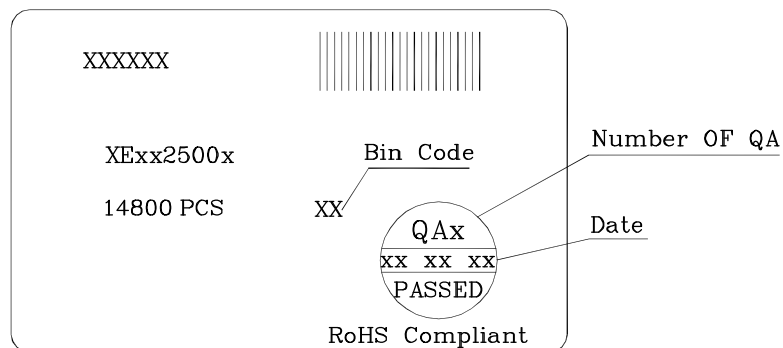 XXXXXX
XExx2500x
Bin Code
Number OF QA
14800 PCS
XX
QAx
Date
xx xx xx
PASSED
RoHS Compliant